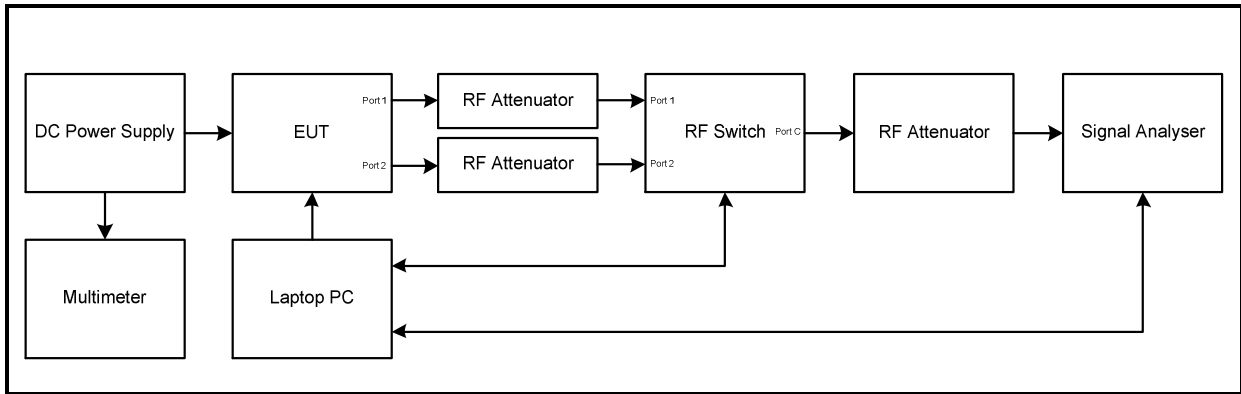 DC Power Supply
EUT
Port 1
Port 2
RF Attenuator
RF Attenuator
Port 1
Port 2
RF Switch
Port C
RF Attenuator
Signal Analyser
Multimeter
Laptop PC